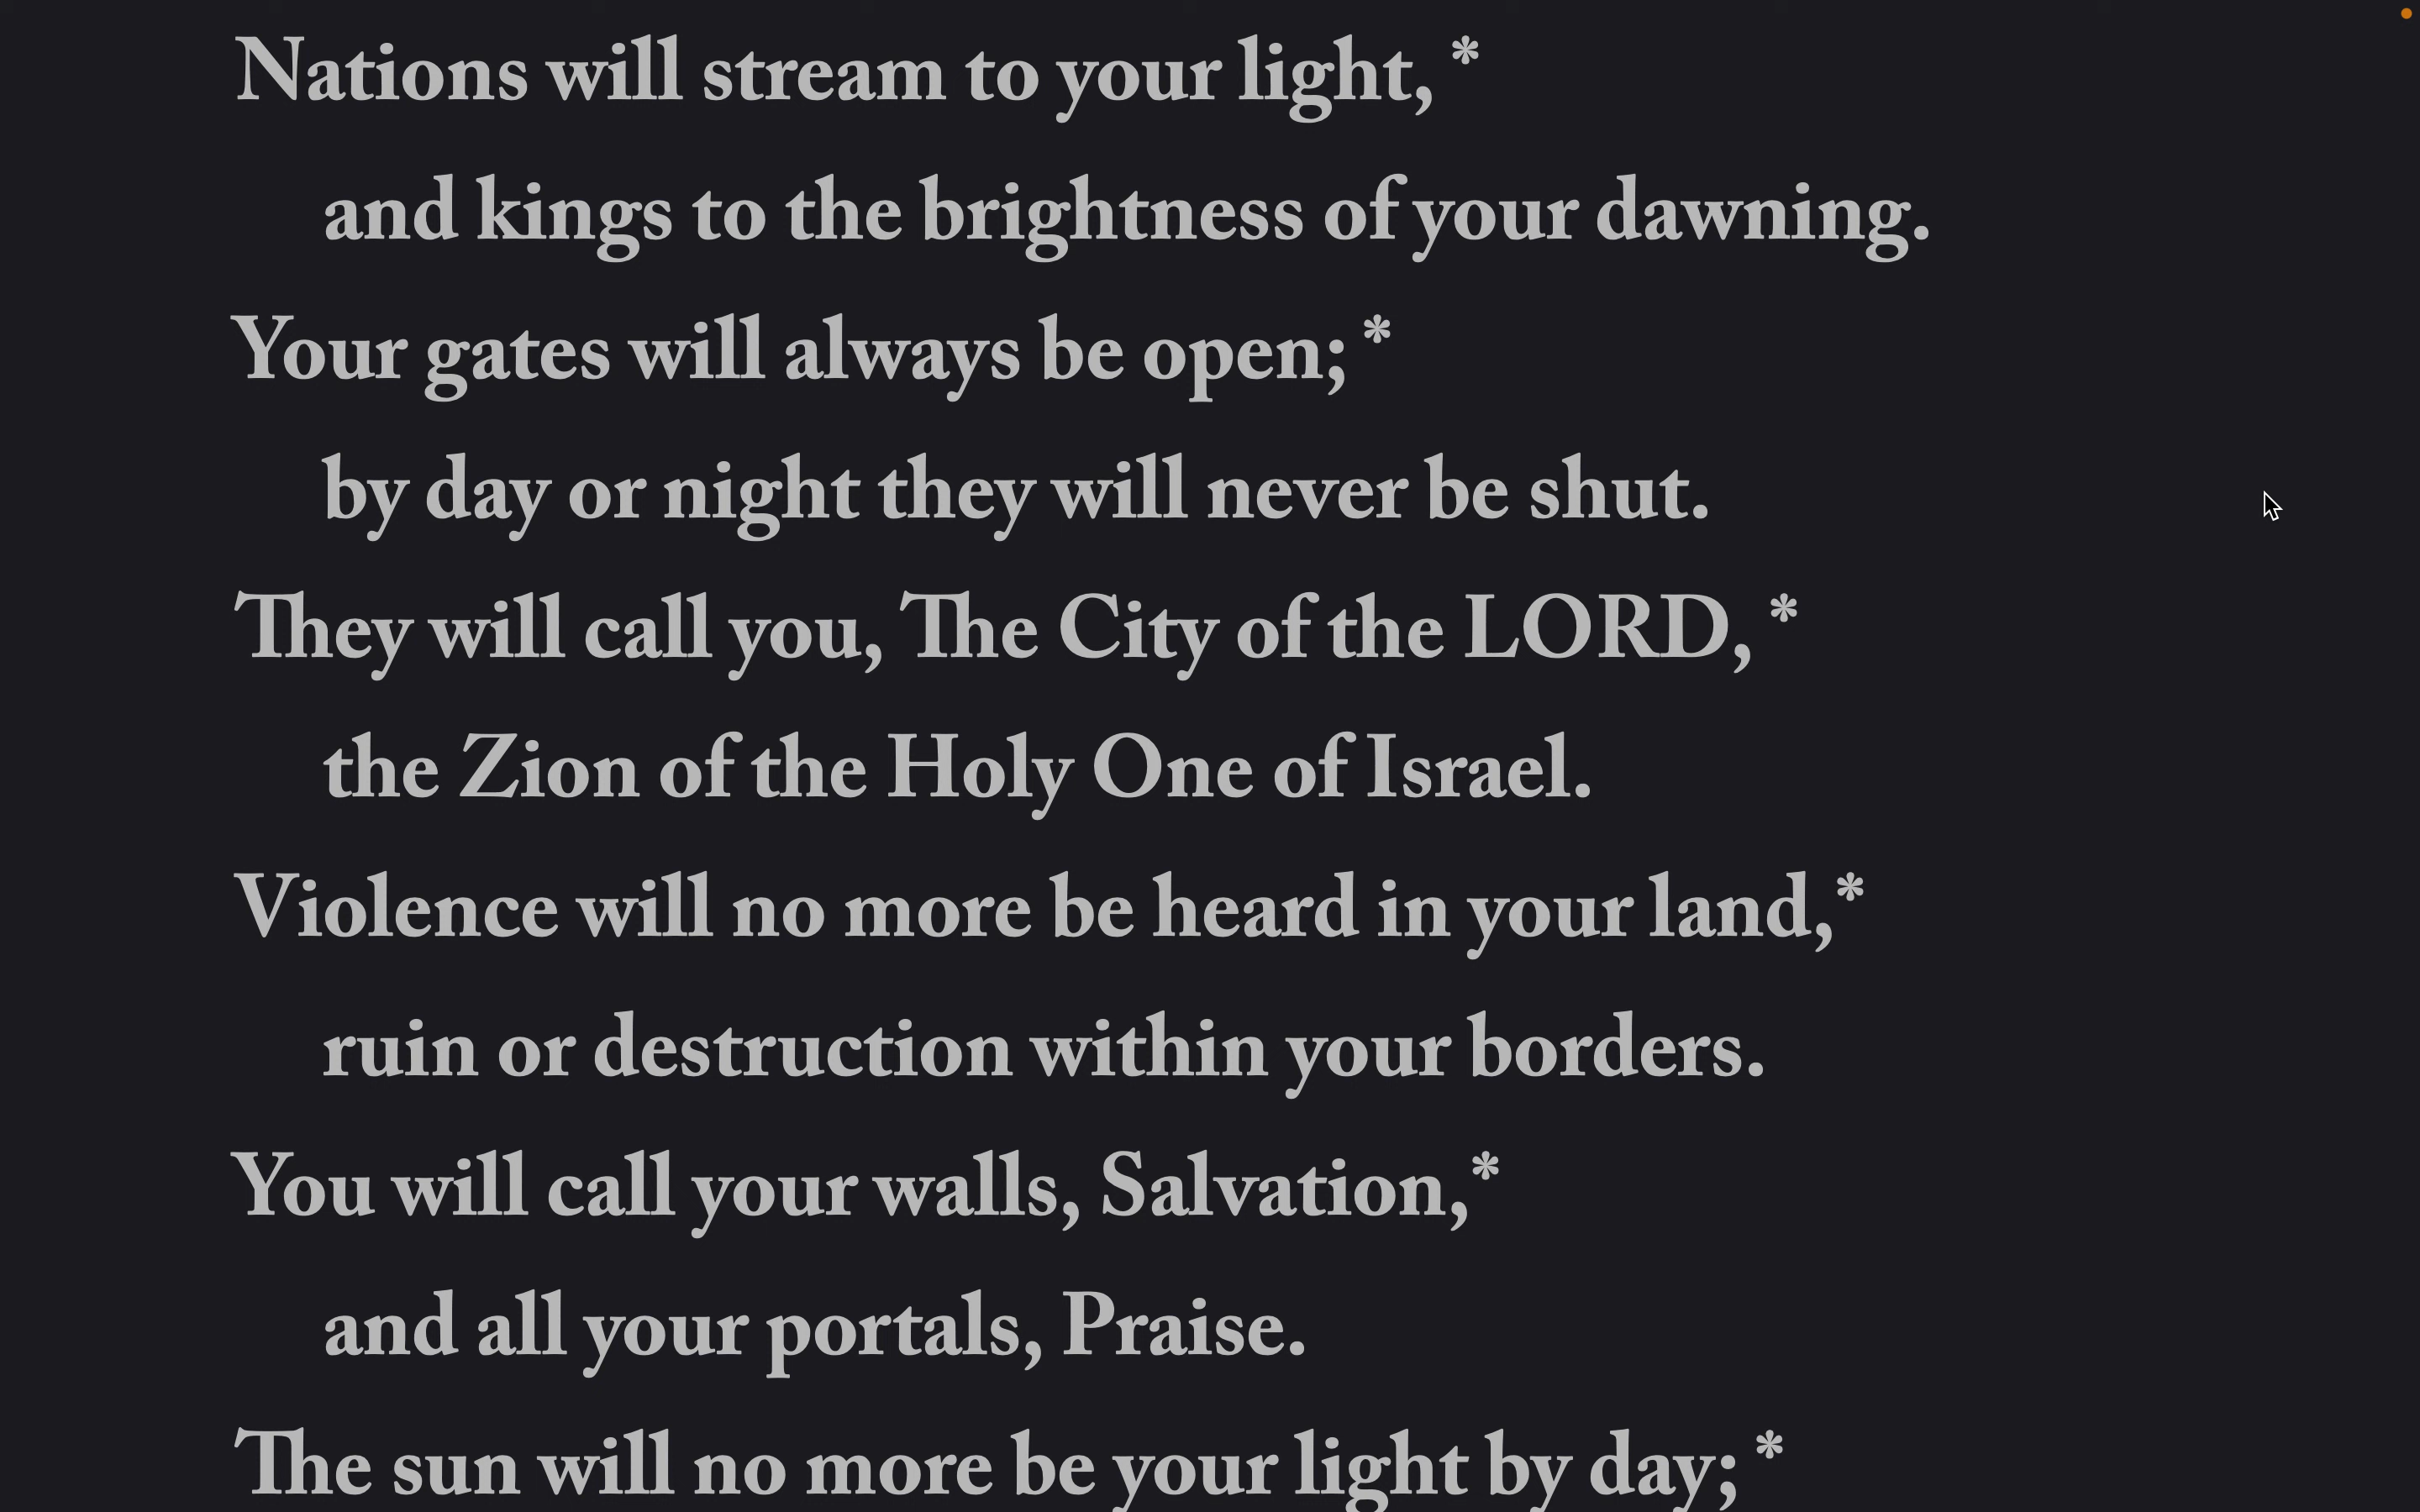 Nations will stream to your light,*
and kings to the brightness of your dawning.
Your gates will always be open; *
by day or night they will never be shut.
They will call you, The City of the LORD, *
the Zion of the Holy One of Israel.
Violence will no more be heard in your land,*
ruin or destruction within your borders.
You will call your walls, Salvation,*
and all your portals, Praise.
The sun will no more be your light by day; *